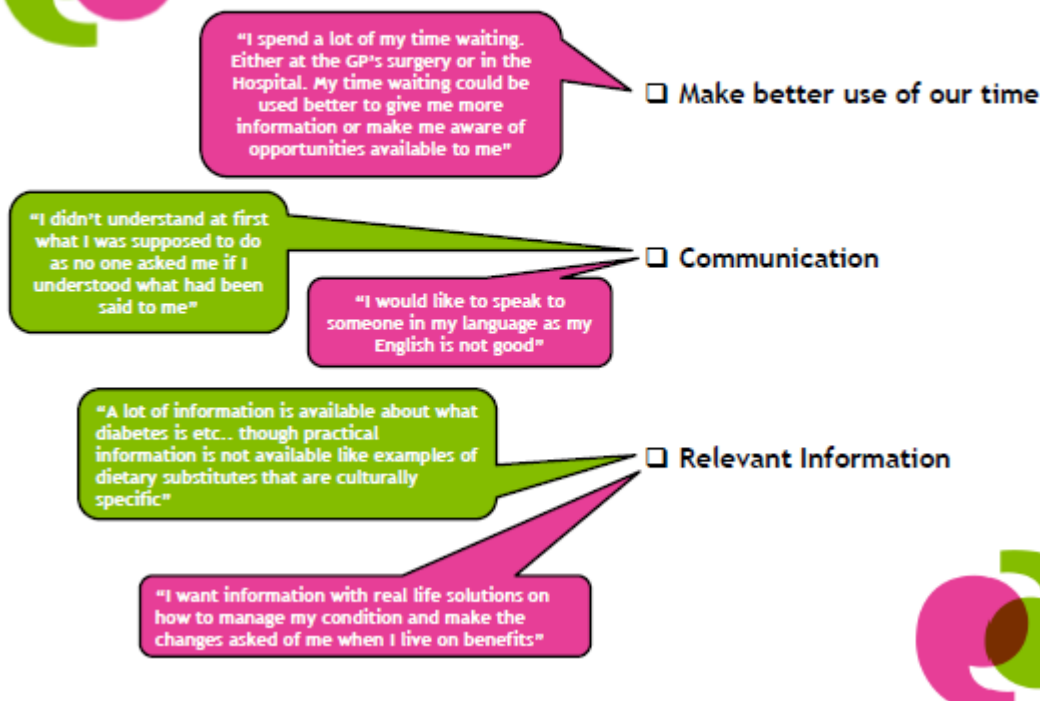 "I spend a lot of my time waiting.
Either at the GP's surgery or in the
Hospital. My time waiting could be
used better to give me more
information or make me aware of
opportunities available to me"
❑ Make better use of our time
"I didn't understand at first
what I was supposed to do
as no one asked me if I
understood what had been
said to me"
❑ Communication
"I would like to speak to
someone in my language as my
English is not good"
"A lot of information is available about what
diabetes is etc.. though practical
information is not available like examples of
dietary substitutes that are culturally
specific"
❑ Relevant Information
"I want information with real life solutions on
how to manage my condition and make the
changes asked of me when I live on benefits"